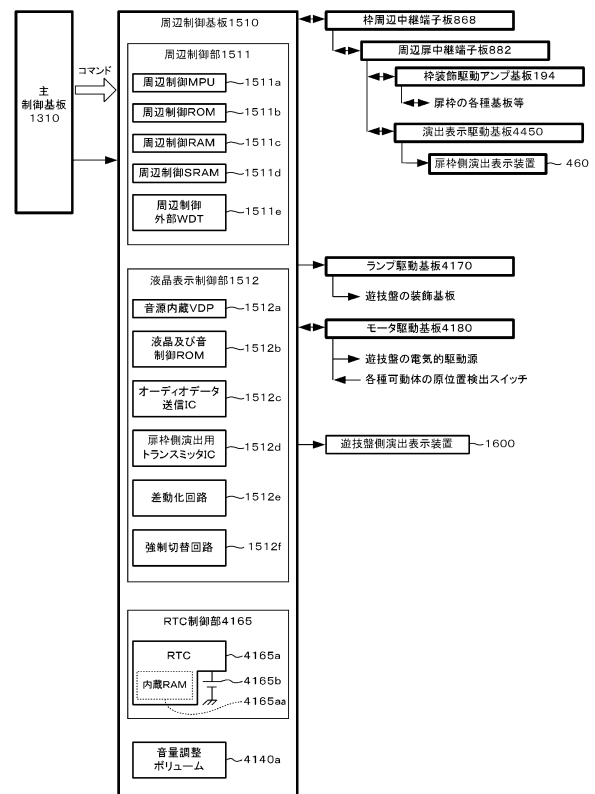 主
制御基板
1310
コマンド
周辺制御基板1510
周辺制御部1511
周辺制御MPU
1511a
周辺制御ROM
1511b
周辺制御RAM
1511c
周辺制御SRAM
1511d
周辺制御
外部WDT
1511e
液晶表示制御部1512
音源内蔵VDP
1512a
液晶及び音
制御ROM
1512b
オーディオデータ
送信IC
1512c
扉枠側演出用
トランスミッタIC
1512d
差動化回路
1512e
強制切替回路
1512f
RTC制御部4165
RTC
4165a
内蔵RAM
4165b
4165aa
音量調整
ボリューム
4140a
枠周辺中継端子板868
周辺扉中継端子板882
枠装飾駆動アンプ基板194
扉枠の各種基板等
演出表示駆動基板4450
扉枠側演出表示装置
460
ランプ駆動基板4170
遊技盤の装飾基板
モータ駆動基板4180
遊技盤の電気的駆動源
各種可動体の原位置検出スイッチ
遊技盤側演出表示装置
1600